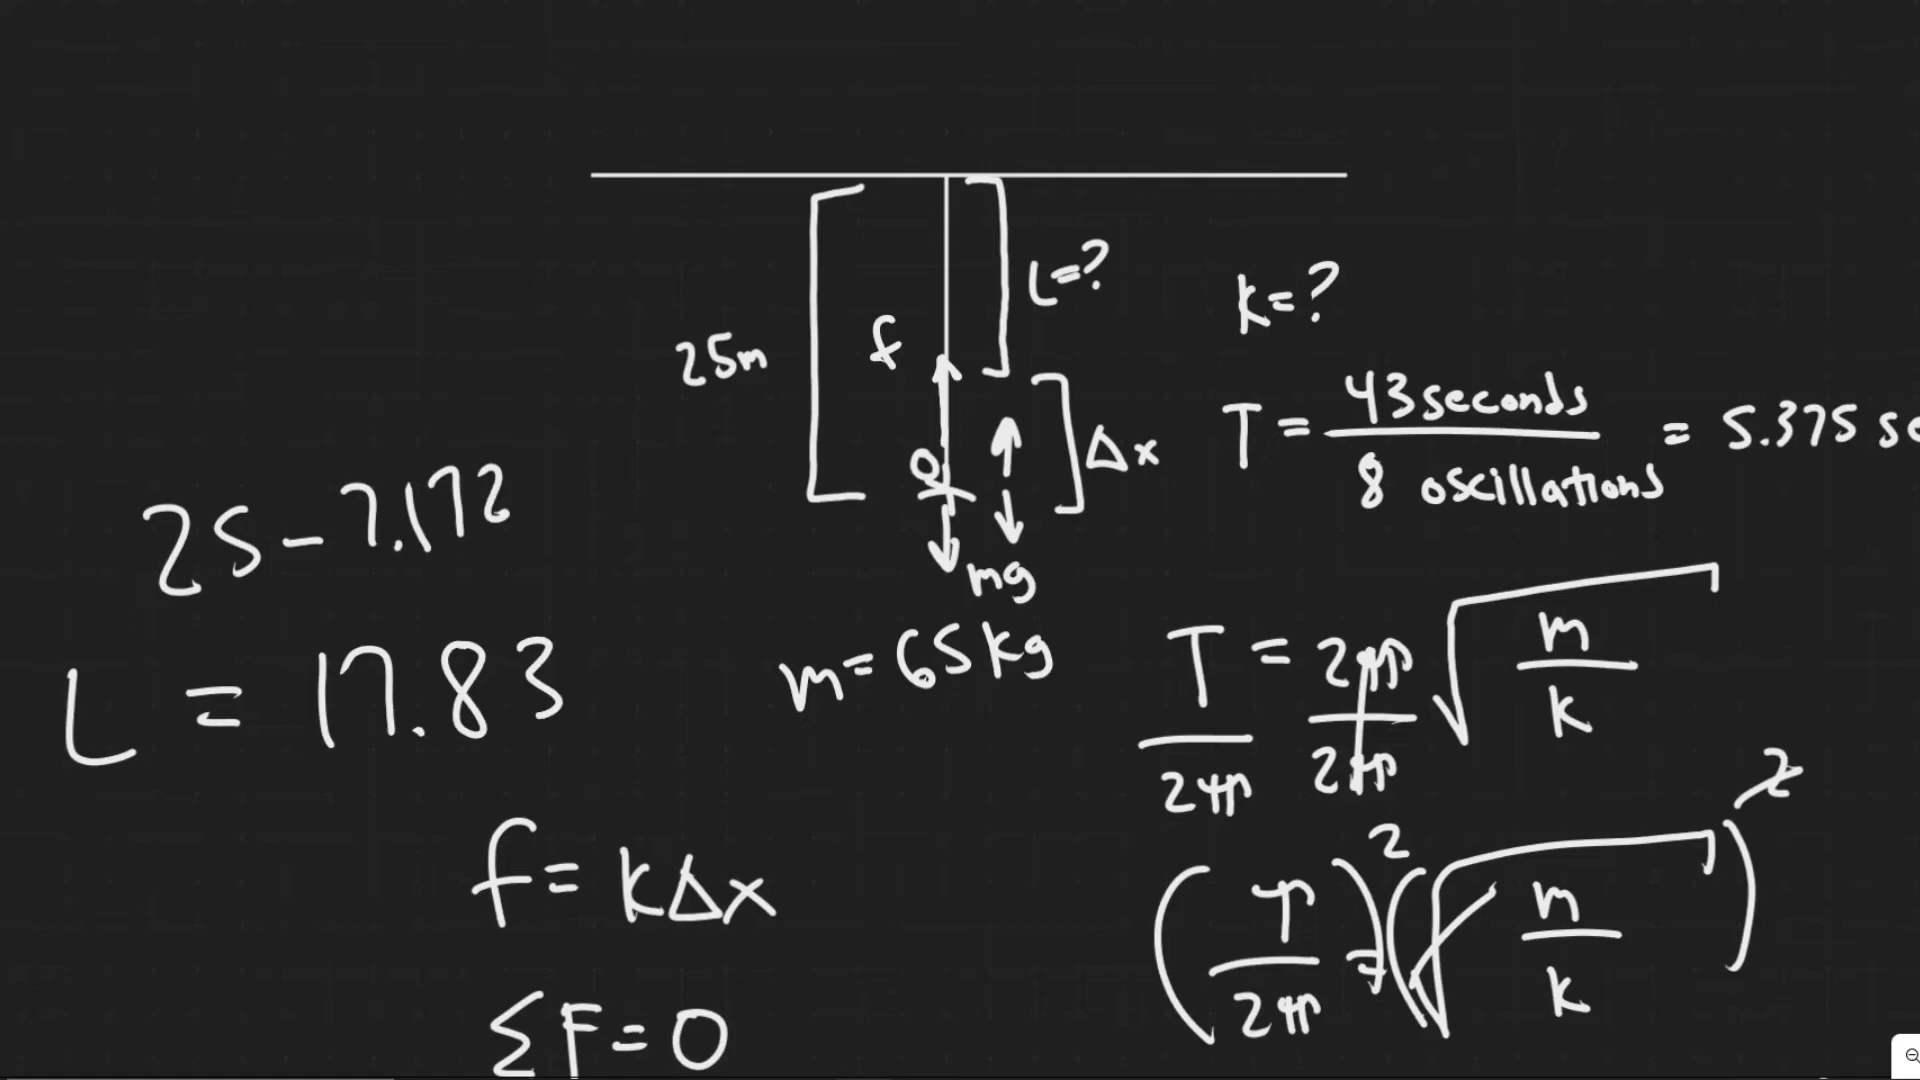 L=?
k=?
25m
f
Δx
T = 43 seconds / 8 oscillations = 5.375 se
mg
25 - 7.172
m = 65kg
L = 17.83
T / 2π = 2π / 2π √(m / k)
f = kΔx
(T / 2π)² = (√(m / k))²
ΣF = 0